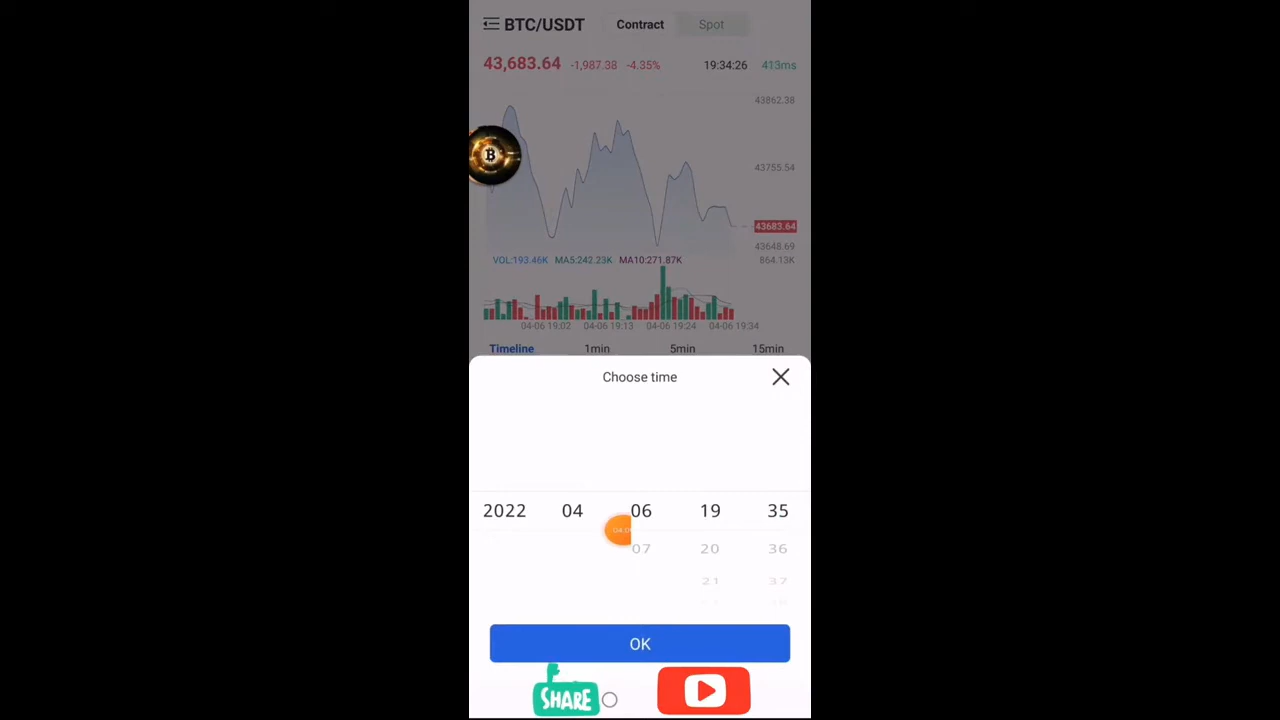 BTC/USDT Contract Spot
43,683.64 -1,987.38 -4.35% 19:34:26 413ms
43862.38
43755.54
43683.64
43648.69
VOL:193.46K MA5:242.23K MA10:271.87K 864.13K
04-06 19:02 04-06 19:13 04-06 19:24 04-06 19:34
Timeline 1min 5min 15min
Choose time
2022 04 06 19 35
07 20 36
21 37
OK
SHARE